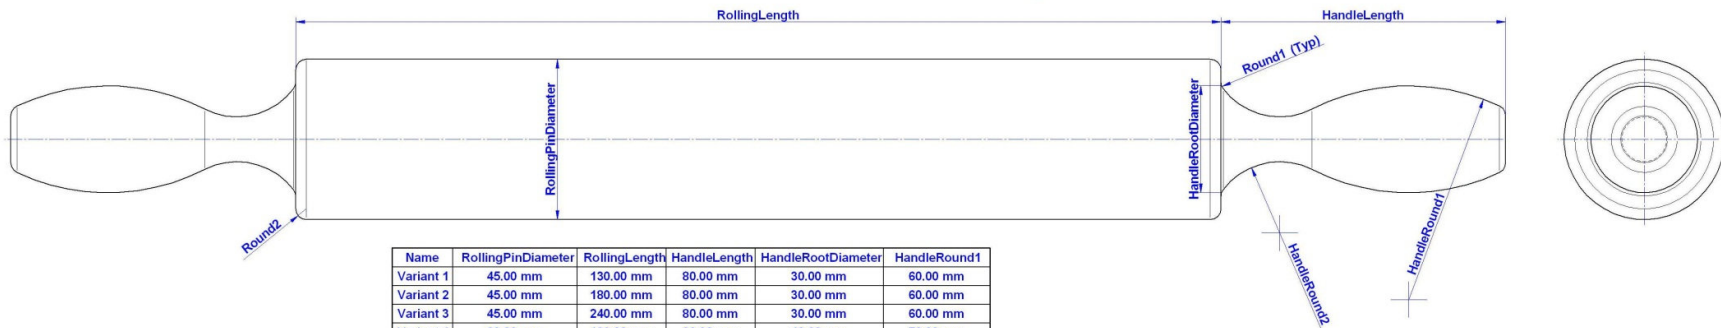 RollingLength
HandleLength
Round1 (Typ)
RollingPinDiameter
HandleRootDiameter
HandleRound1
Round2
HandleRound2
Name RollingPinDiameter RollingLength HandleLength HandleRootDiameter HandleRound1
Variant 1 45.00 mm 130.00 mm 80.00 mm 30.00 mm 60.00 mm
Variant 2 45.00 mm 180.00 mm 80.00 mm 30.00 mm 60.00 mm
Variant 3 45.00 mm 240.00 mm 80.00 mm 30.00 mm 60.00 mm